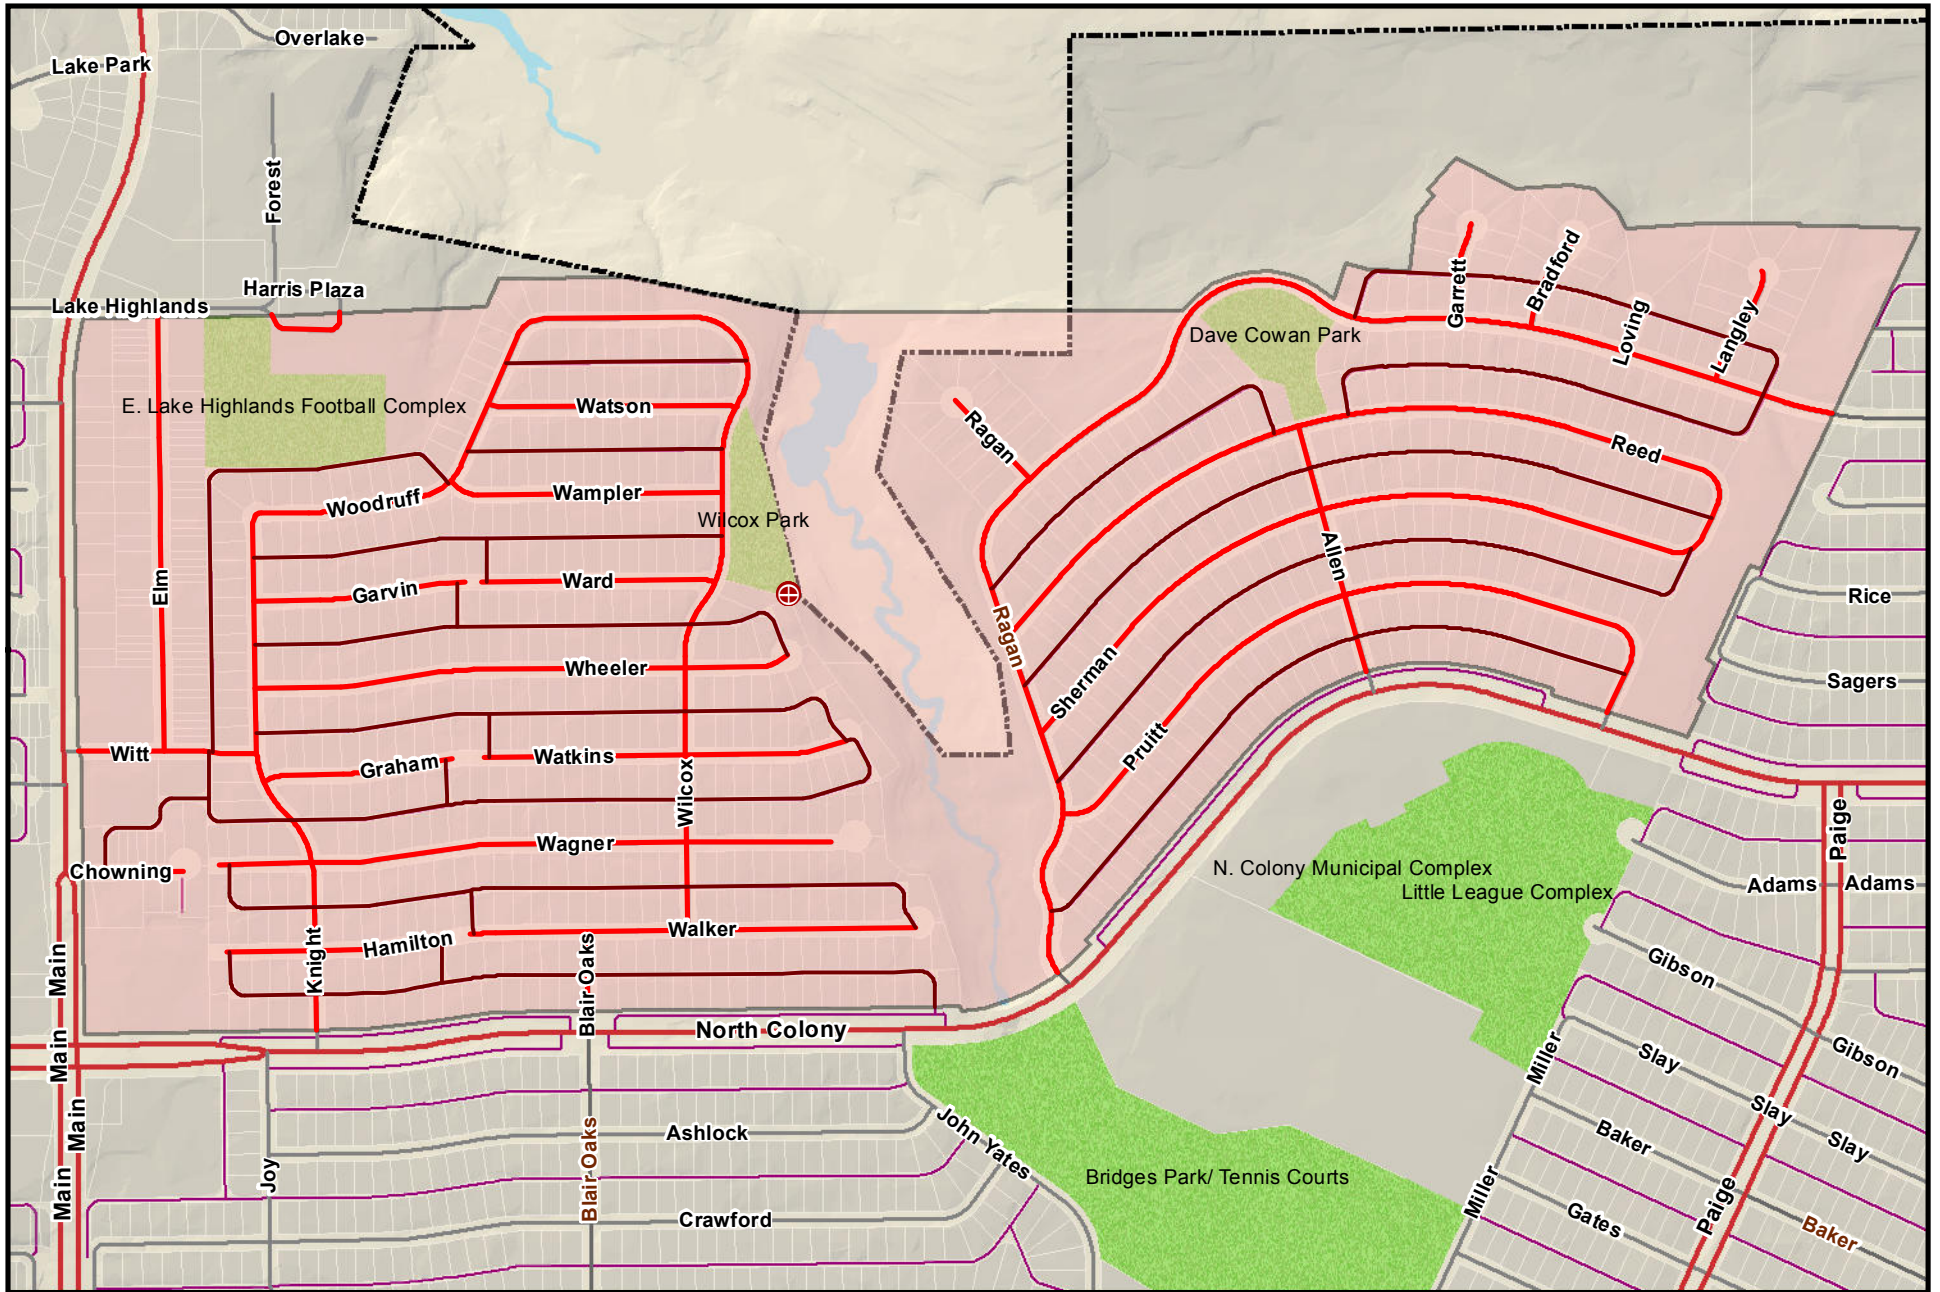 Overlake
Lake Park
Forest
Harris Plaza
Lake Highlands
Garrett
Bradford
Loving
Langley
Dave Cowan Park
E. Lake Highlands Football Complex
Watson
Ragan
Reed
Woodruff
Wampler
Wilcox Park
Allen
Elm
Garvin
Ward
Rice
Ragan
Wheeler
Sherman
Sagers
Witt
Graham
Watkins
Pruitt
Wilcox
Paige
Wagner
Chowning
N. Colony Municipal Complex
Little League Complex
Adams
Adams
Walker
Hamilton
Knight
Blair Oaks
Main
Gibson
North Colony
Main
Miller
Slay
Gibson
Main
Ashlock
John Yates
Slay
Baker
Slay
Blair Oaks
Joy
Bridges Park/ Tennis Courts
Main
Miller
Paige
Crawford
Gates
Baker